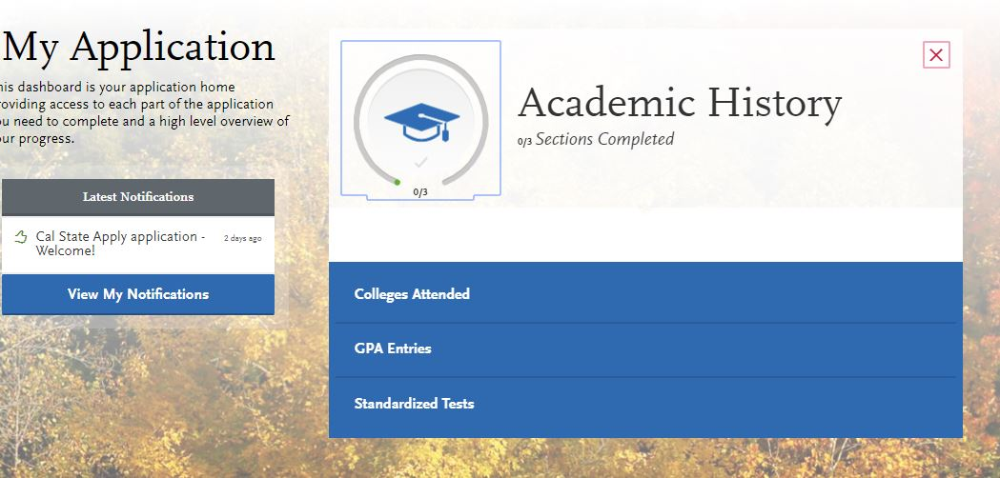 My Application
his dashboard is your application home
roviding access to each part of the application
ou need to complete and a high level overview of
our progress.
Latest Notifications
Cal State Apply application - 2 days ago
Welcome!
View My Notifications
0/3
Academic History
0/3 Sections Completed
Colleges Attended
GPA Entries
Standardized Tests